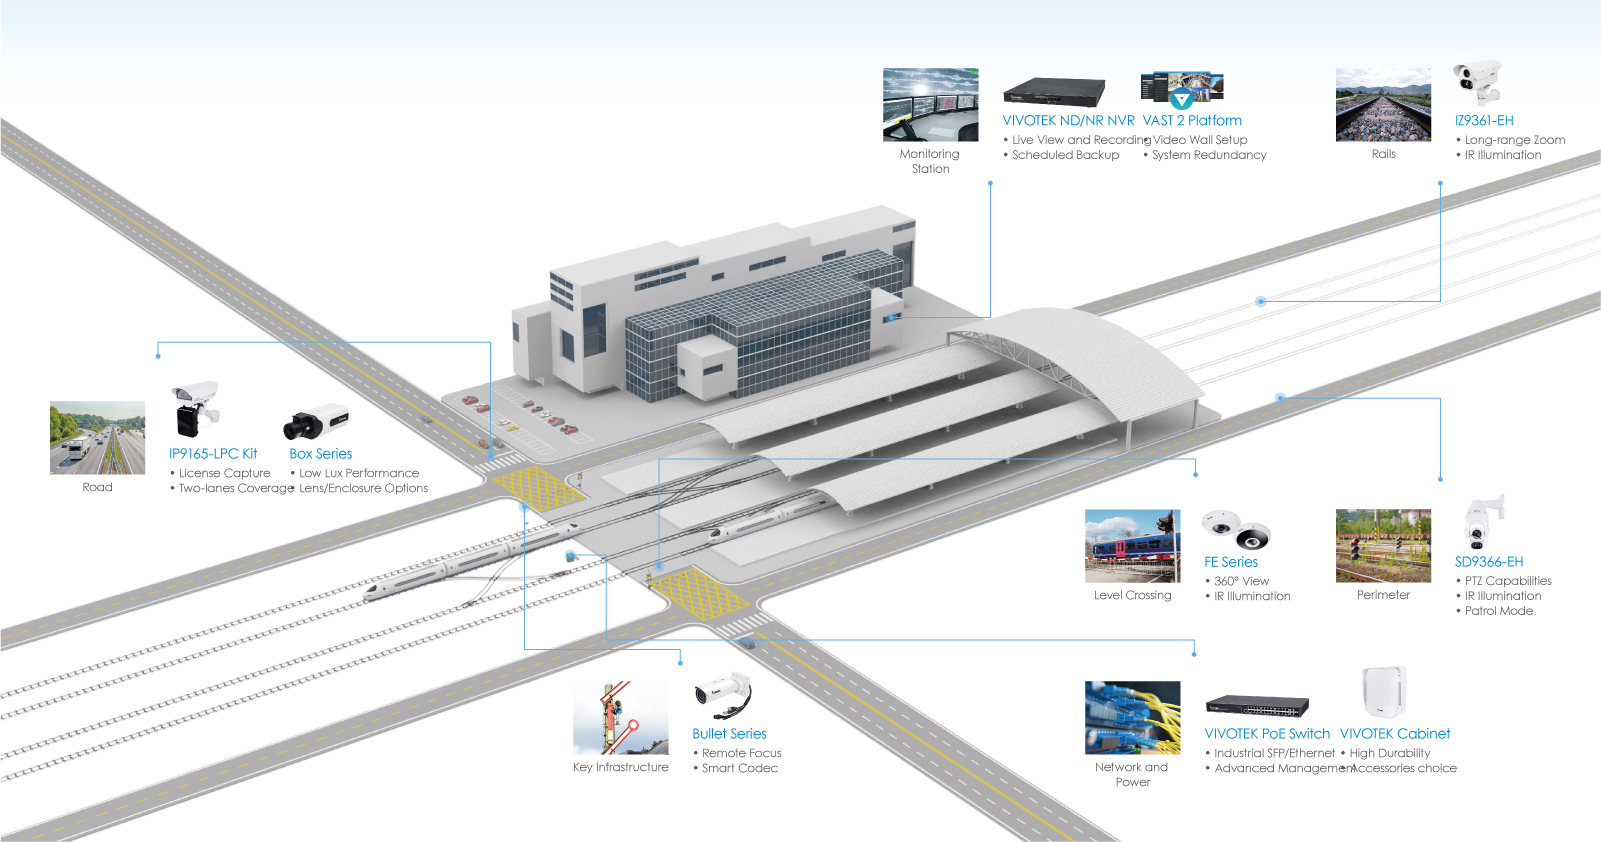 Monitoring
Station
VIVOTEK ND/NR NVR
• Live View and Recording
• Scheduled Backup
VAST 2 Platform
• Video Wall Setup
• System Redundancy
Rails
IZ9361-EH
• Long-range Zoom
• IR Illumination
Road
IP9165-LPC Kit
• License Capture
• Two-lanes Coverage
Box Series
• Low Lux Performance
• Lens/Enclosure Options
Level Crossing
FE Series
• 360° View
• IR Illumination
Perimeter
SD9366-EH
• PTZ Capabilities
• IR Illumination
• Patrol Mode
Key Infrastructure
Bullet Series
• Remote Focus
• Smart Codec
Network and
Power
VIVOTEK PoE Switch
• Industrial SFP/Ethernet
• Advanced Management
VIVOTEK Cabinet
• High Durability
• Accessories choice